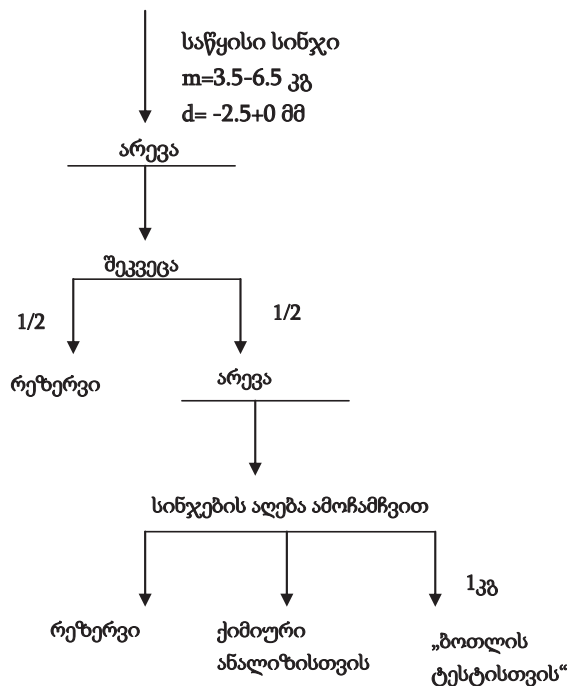 საწყისი სინჯი
m=3.5-6.5 კგ
d= -2.5+0 მმ
არევა
შეკვეცა
1/2
1/2
რეზერვი
არევა
სინჯების აღება ამოჩამჩვით
1კგ
რეზერვი
ქიმიური
ანალიზისთვის
„ბოთლის
ტესტისთვის“